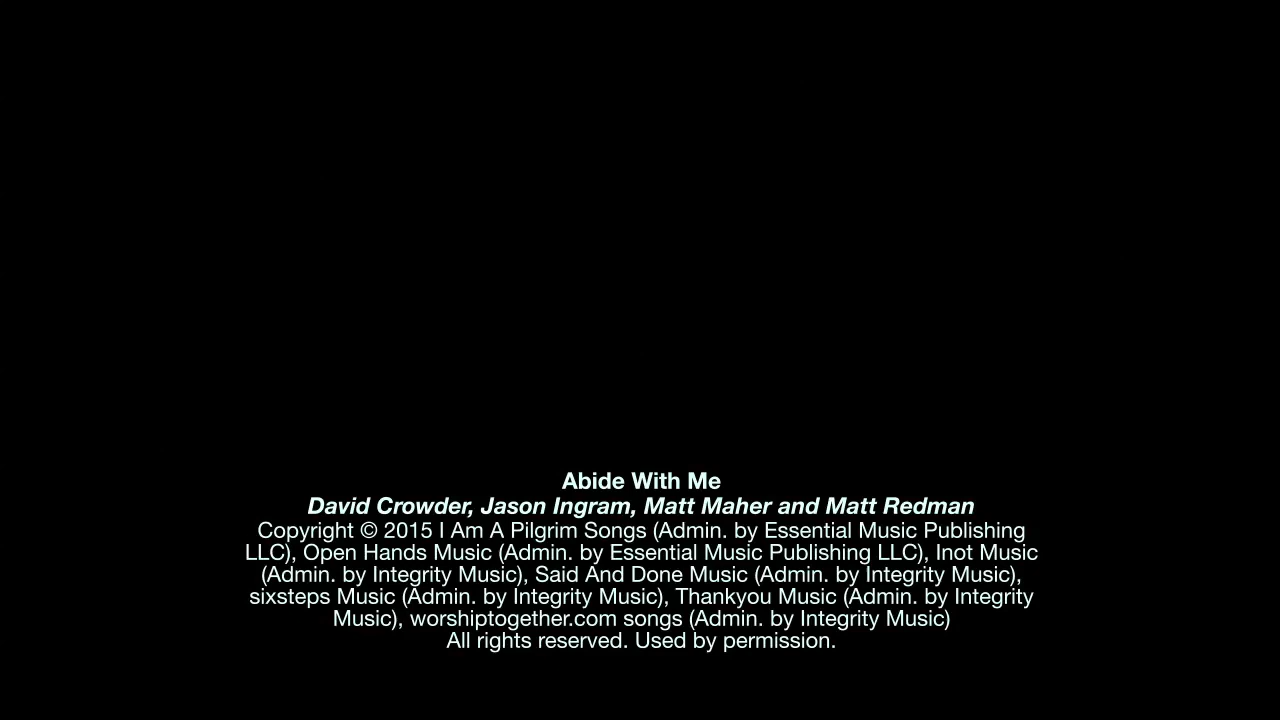 Abide With Me
David Crowder, Jason Ingram, Matt Maher and Matt Redman
Copyright © 2015 I Am A Pilgrim Songs (Admin. by Essential Music Publishing
LLC), Open Hands Music (Admin. by Essential Music Publishing LLC), Inot Music
(Admin. by Integrity Music), Said And Done Music (Admin. by Integrity Music),
sixsteps Music (Admin. by Integrity Music), Thankyou Music (Admin. by Integrity
Music), worshiptogether.com songs (Admin. by Integrity Music)
All rights reserved. Used by permission.